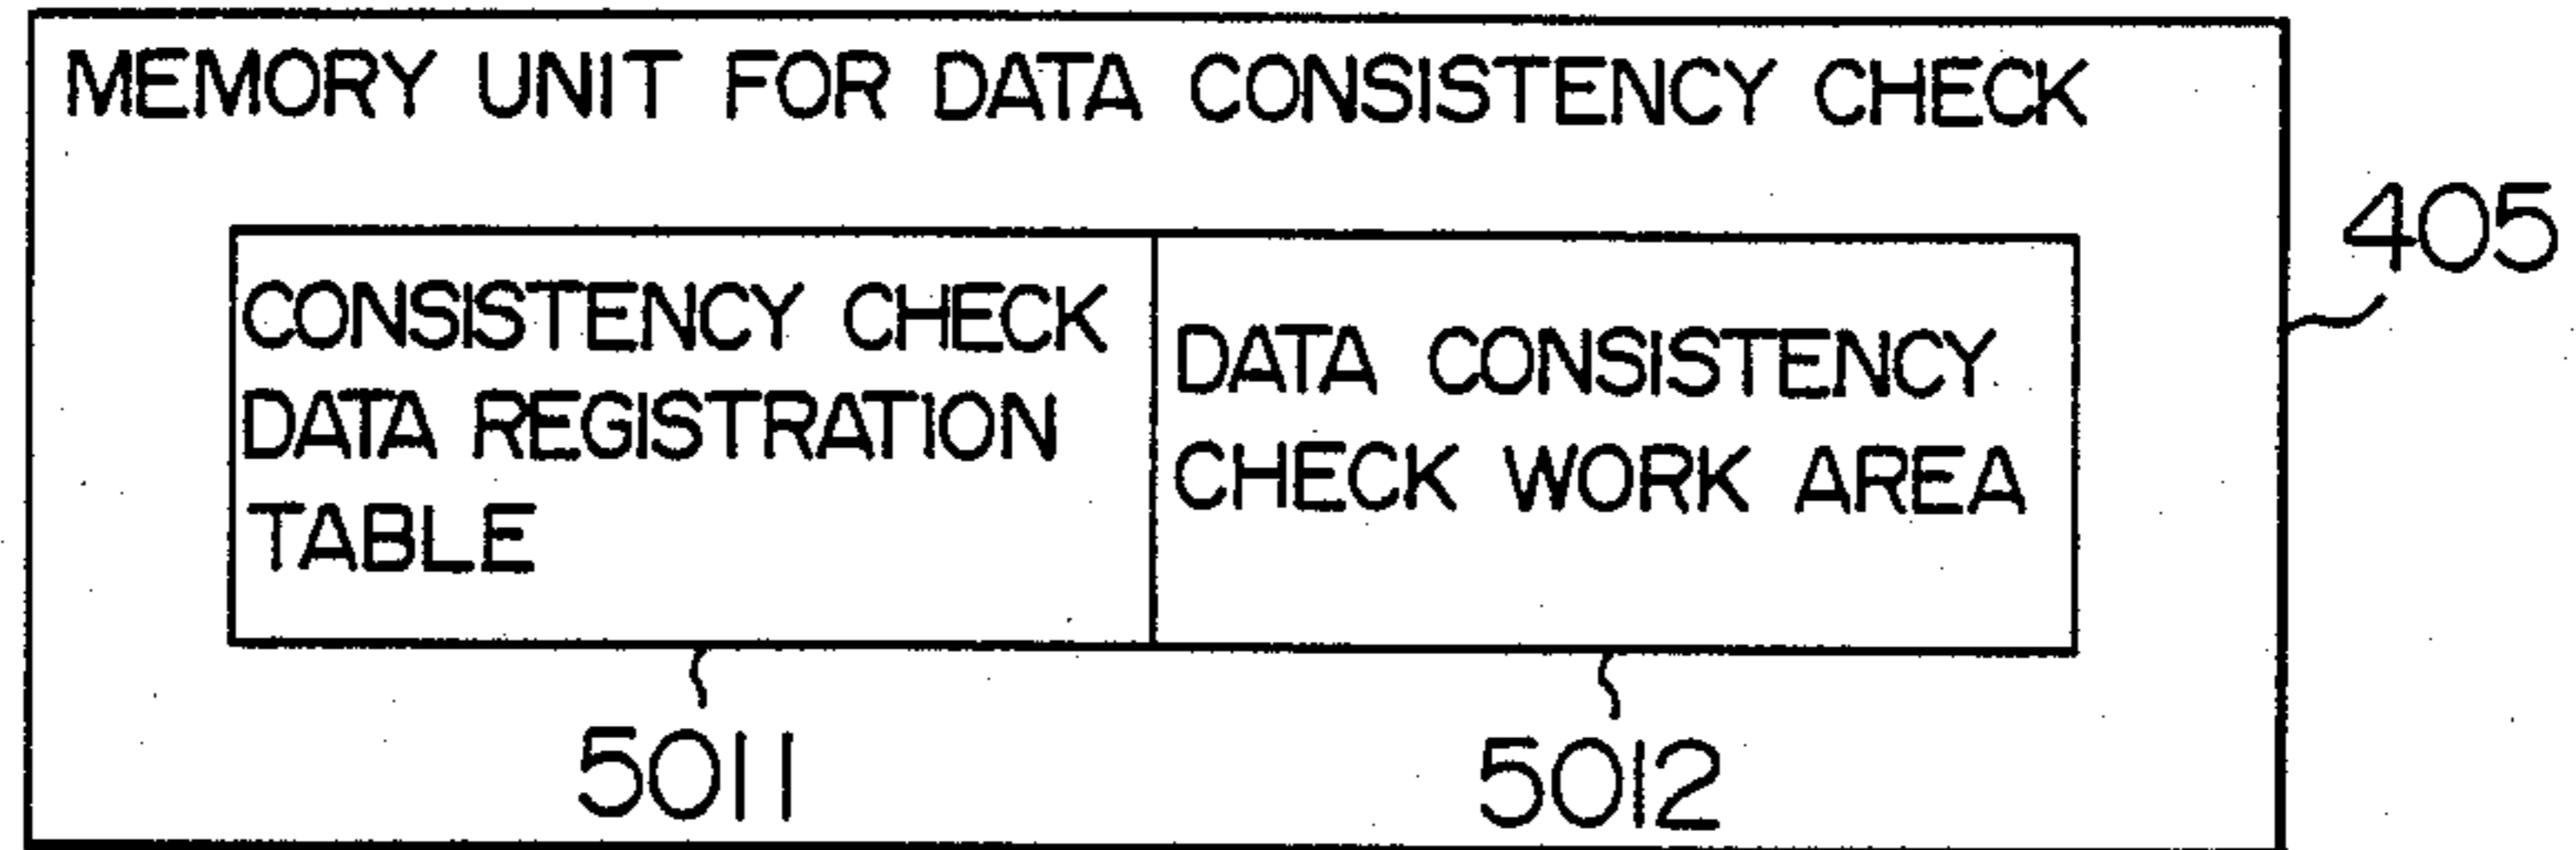 MEMORY UNIT FOR DATA CONSISTENCY CHECK
405
CONSISTENCY CHECK
DATA REGISTRATION
TABLE
DATA CONSISTENCY
CHECK WORK AREA
5011
5012